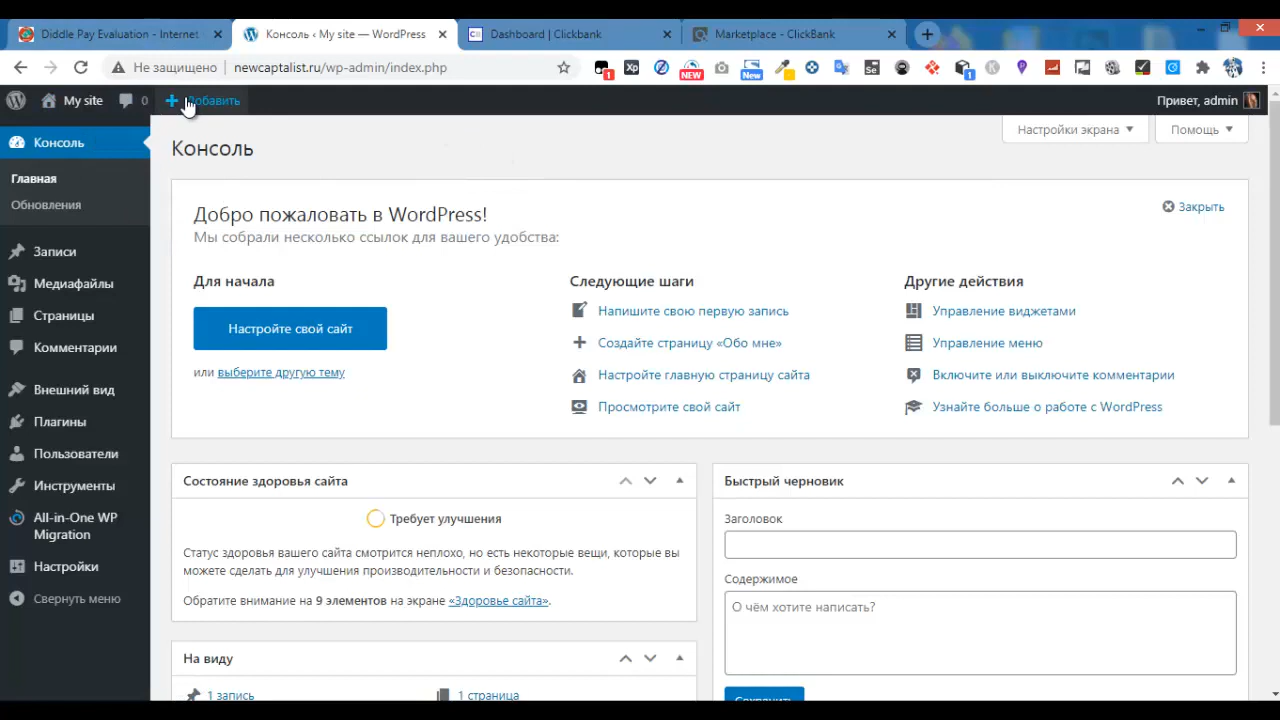 Diddle Pay Evaluation - Internet
Консоль ‹ My site — WordPress
Dashboard | Clickbank
Marketplace - ClickBank
Не защищено
newcaptalist.ru/wp-admin/index.php
1
NEW
New
1
My site
0
Добавить
Привет, admin
Консоль
Главная
Обновления
Записи
Медиафайлы
Страницы
Комментарии
Внешний вид
Плагины
Пользователи
Инструменты
All-in-One WP
Migration
Настройки
Свернуть меню
Настройки экрана
Помощь
Консоль
Добро пожаловать в WordPress!
Закрыть
Мы собрали несколько ссылок для вашего удобства:
Для начала
Настройте свой сайт
или выберите другую тему
Следующие шаги
Напишите свою первую запись
Создайте страницу «Обо мне»
Настройте главную страницу сайта
Просмотрите свой сайт
Другие действия
Управление виджетами
Управление меню
Включите или выключите комментарии
Узнайте больше о работе с WordPress
Состояние здоровья сайта
Требует улучшения
Статус здоровья вашего сайта смотрится неплохо, но есть некоторые вещи, которые вы
можете сделать для улучшения производительности и безопасности.
Обратите внимание на 9 элементов на экране «Здоровье сайта».
На виду
1 запись
1 страница
Быстрый черновик
Заголовок
Содержимое
О чём хотите написать?
Сохранить